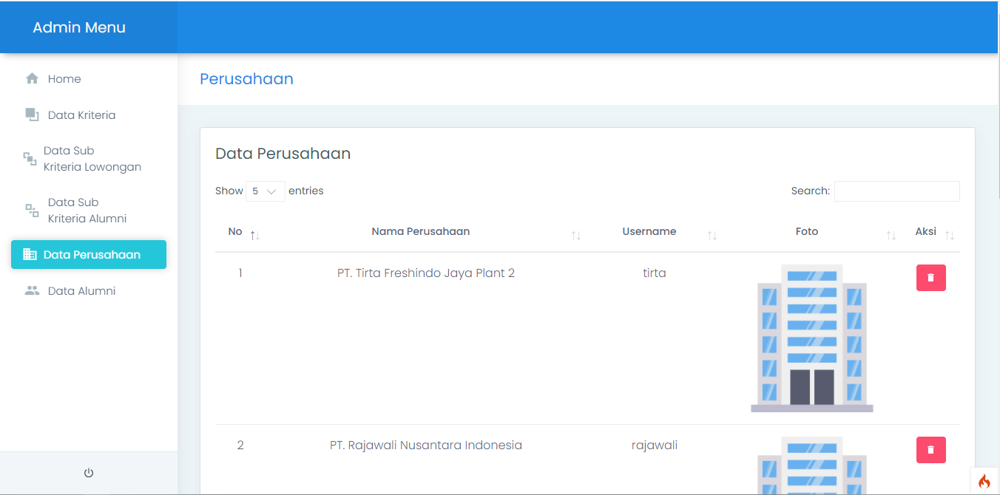 Admin Menu
Home
Data Kriteria
Data Sub
Kriteria Lowongan
Data Sub
Kriteria Alumni
Data Perusahaan
Data Alumni
Perusahaan
Data Perusahaan
Show 5 entries
Search:
No Nama Perusahaan Username Foto Aksi
1 PT. Tirta Freshindo Jaya Plant 2 tirta
2 PT. Rajawali Nusantara Indonesia rajawali